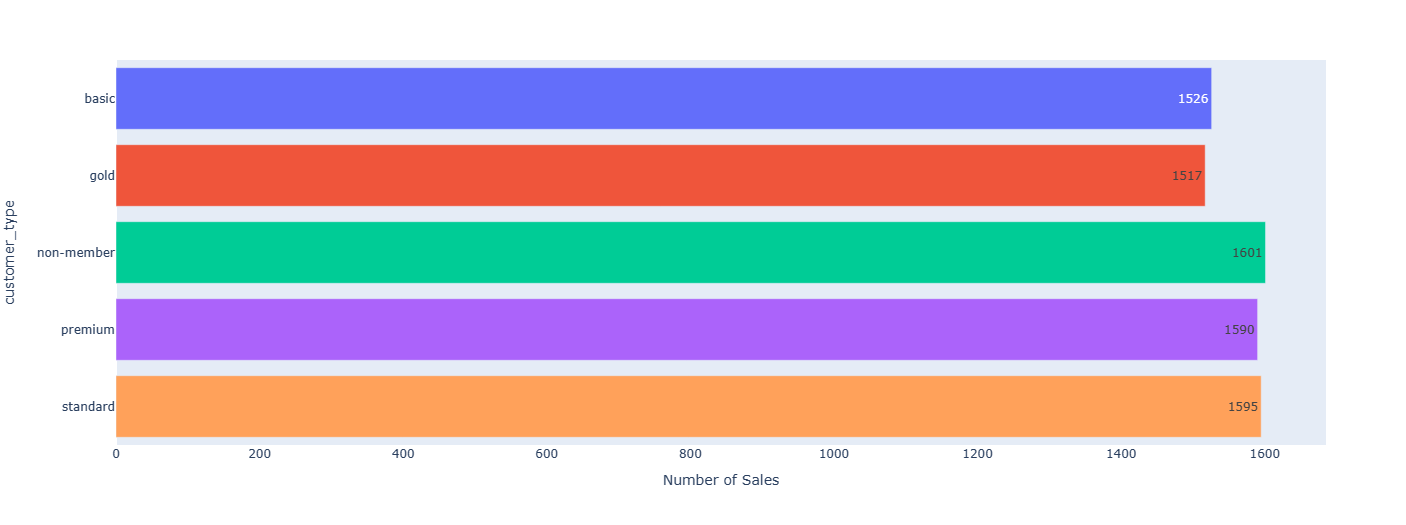 customer_type
basic 1526
gold 1517
non-member 1601
premium 1590
standard 1595
0 200 400 600 800 1000 1200 1400 1600
Number of Sales